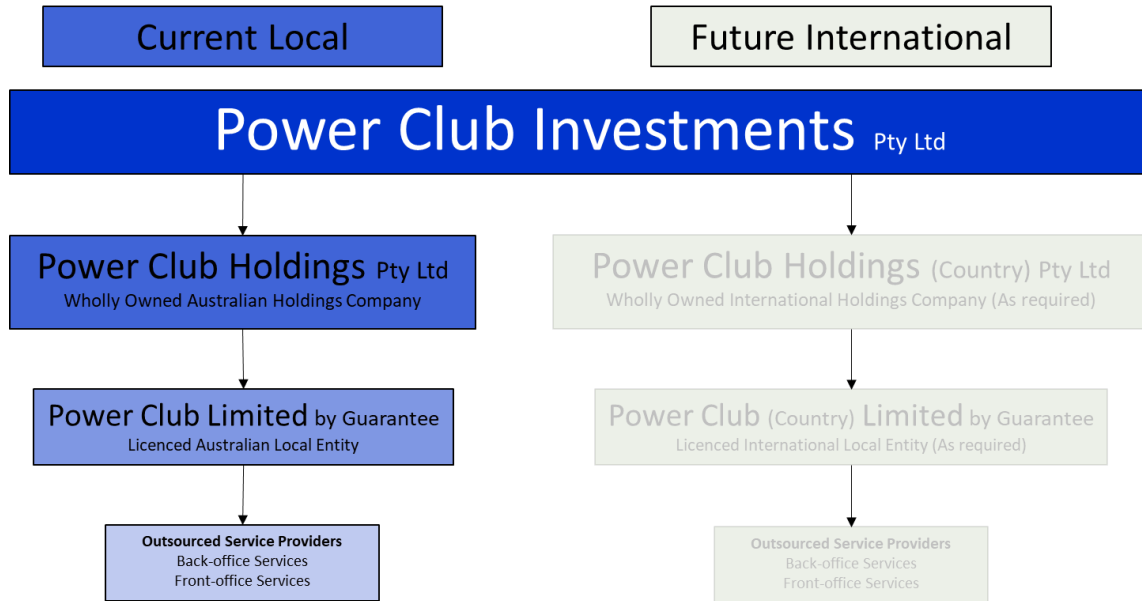 Current Local
Future International
Power Club Investments Pty Ltd
Power Club Holdings Pty Ltd
Wholly Owned Australian Holdings Company
Power Club Holdings (Country) Pty Ltd
Wholly Owned International Holdings Company (As required)
Power Club Limited by Guarantee
Licenced Australian Local Entity
Power Club (Country) Limited by Guarantee
Licenced International Local Entity (As required)
Outsourced Service Providers
Back-office Services
Front-office Services
Outsourced Service Providers
Back-office Services
Front-office Services